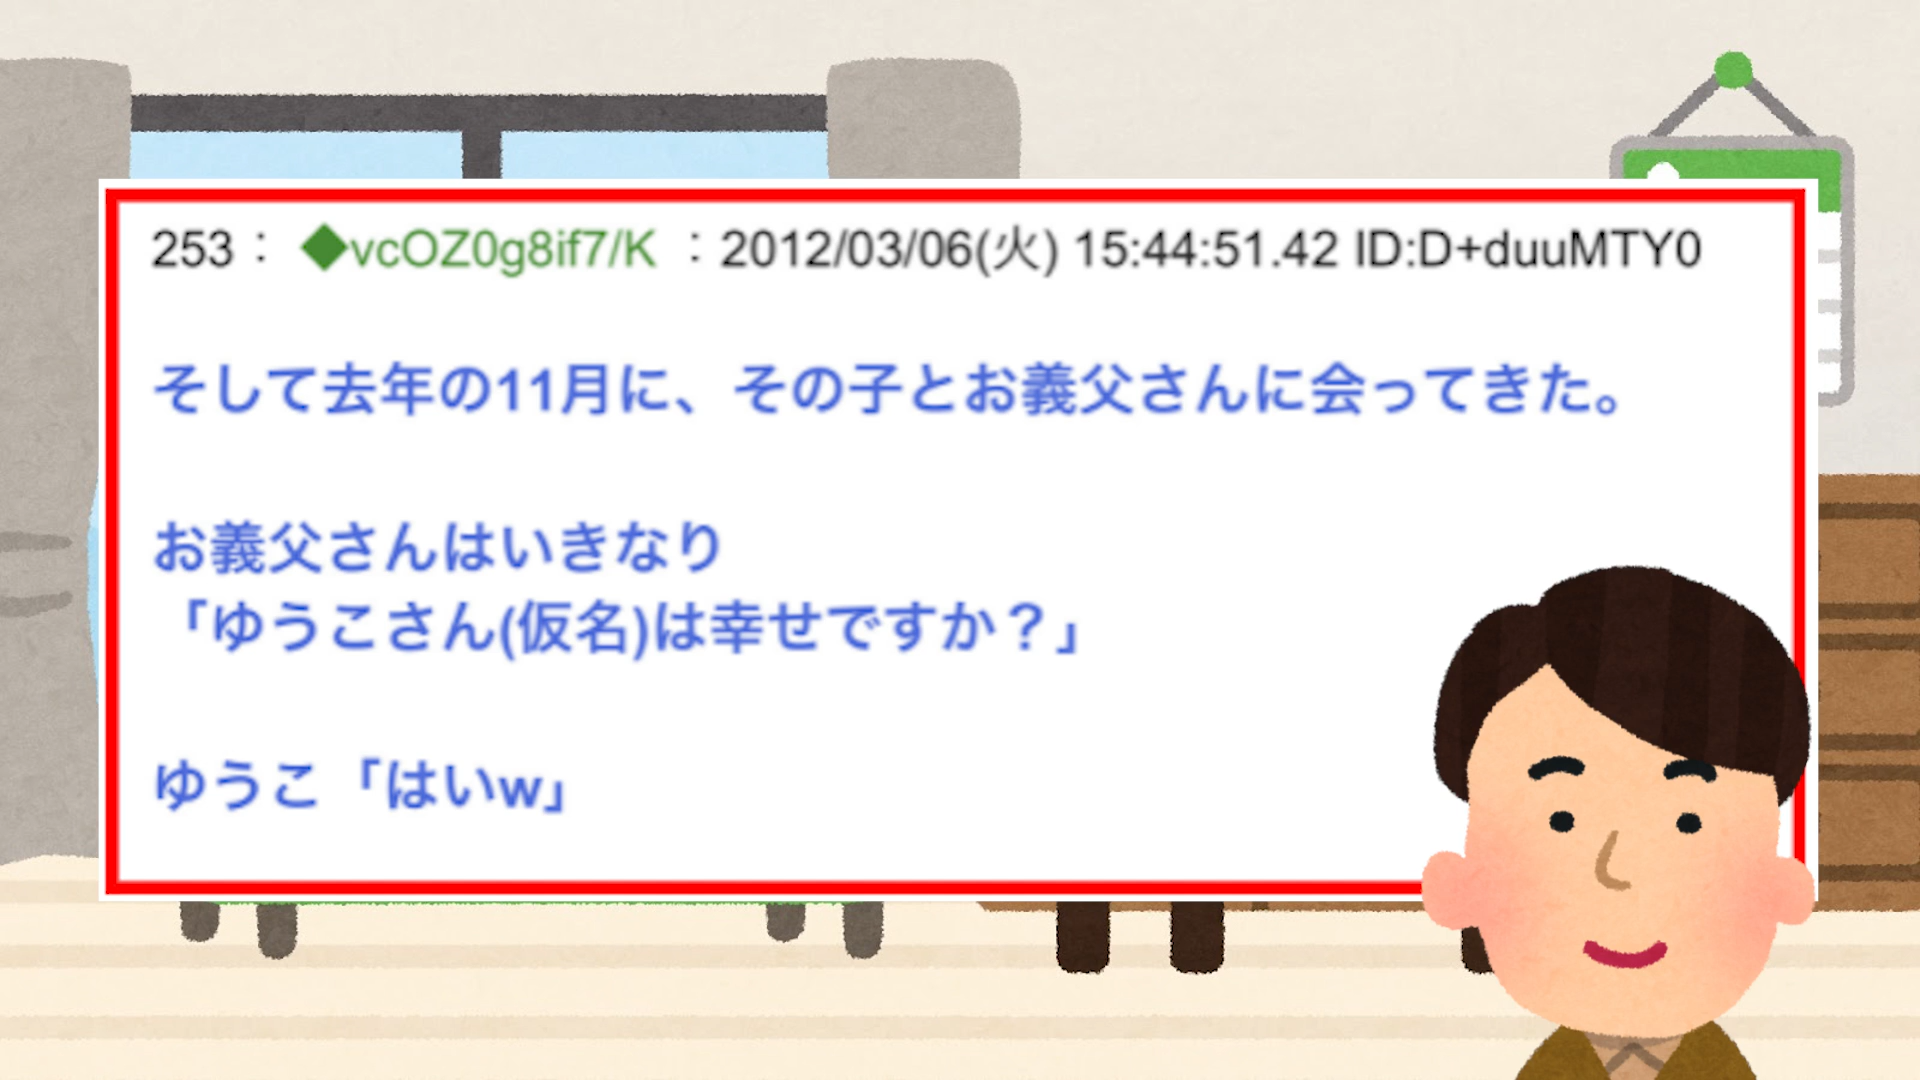 253：◆vcOZ0g8if7/K ：2012/03/06(火) 15:44:51.42 ID:D+duuMTY0
そして去年の11月に、その子とお義父さんに会ってきた。
お義父さんはいきなり
「ゆうこさん(仮名)は幸せですか？」
ゆうこ「はいw」